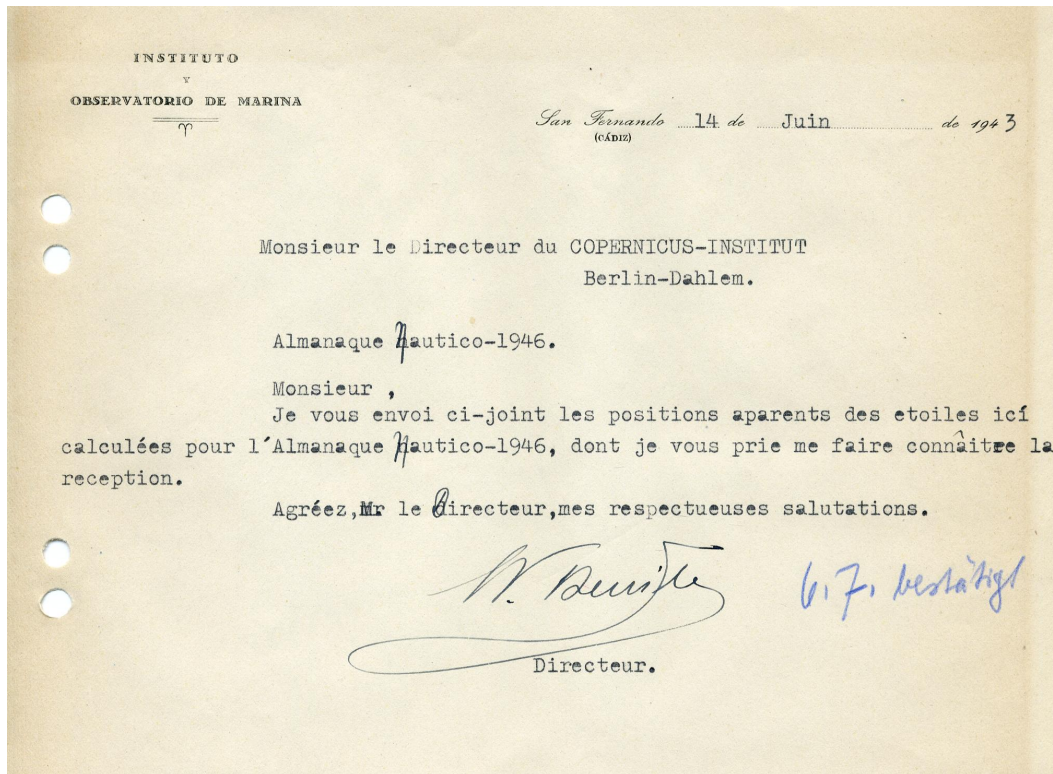 INSTITUTO
Y
OBSERVATORIO DE MARINA
San Fernando 14 de Juin de 1943
(CÁDIZ)
Monsieur le Directeur du COPERNICUS-INSTITUT
Berlin-Dahlem.
Almanaque Nautico-1946.
Monsieur ,
Je vous envoi ci-joint les positions aparents des etoiles icí
calculées pour l'Almanaque Nautico-1946, dont je vous prie me faire connâitre la
reception.
Agréez,Mr le Directeur,mes respectueuses salutations.
W.
6.7. bestätigt
Directeur.